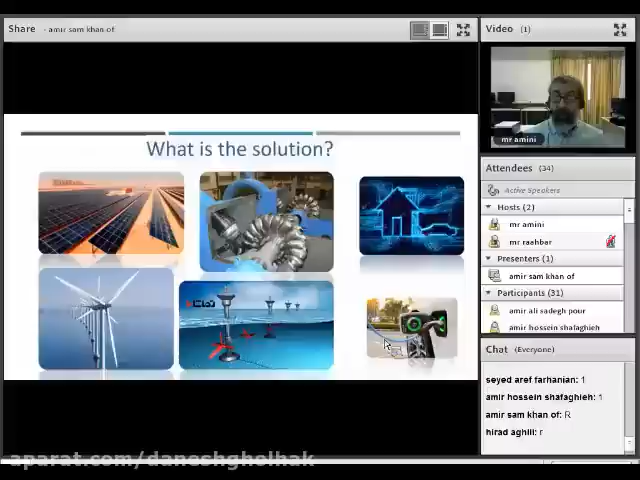 Share - amir sam khan of
What is the solution?
Video (1)
mr amini
Attendees (34)
Active Speakers
Hosts (2)
mr amini
mr raahbar
Presenters (1)
amir sam khan of
Participants (31)
amir ali sadegh pour
amir hossein shafaghieh
Chat (Everyone)
seyed aref farhanian: 1
amir hossein shafaghieh: 1
amir sam khan of: R
hirad aghili: r
aparat.com/daneshgholhak